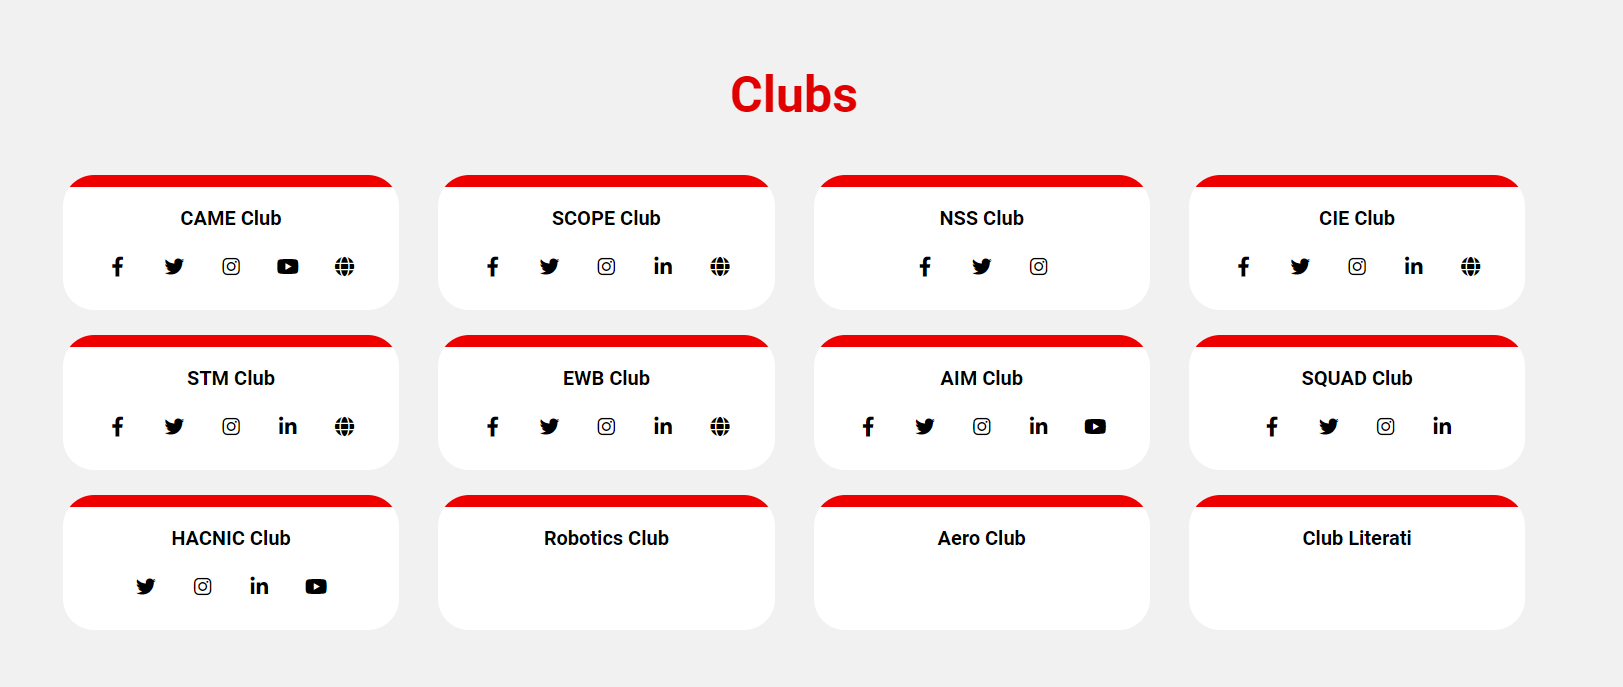 Clubs
CAME Club
SCOPE Club
NSS Club
CIE Club
STM Club
EWB Club
AIM Club
SQUAD Club
HACNIC Club
Robotics Club
Aero Club
Club Literati